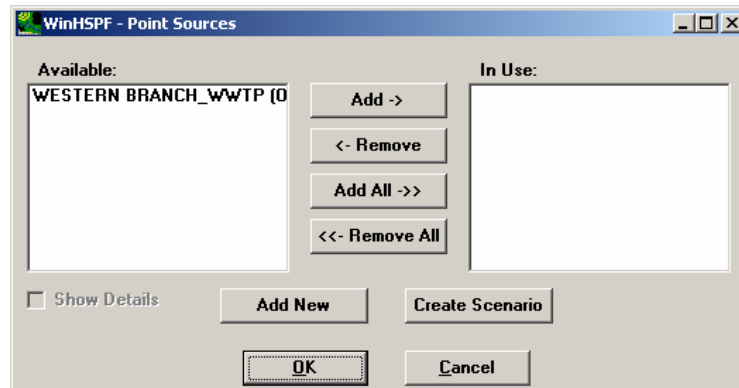 WinHSPF - Point Sources
Available:
In Use:
WESTERN BRANCH_WWTP (0
Add ->
<- Remove
Add All ->>
<<- Remove All
Show Details
Add New
Create Scenario
OK
Cancel